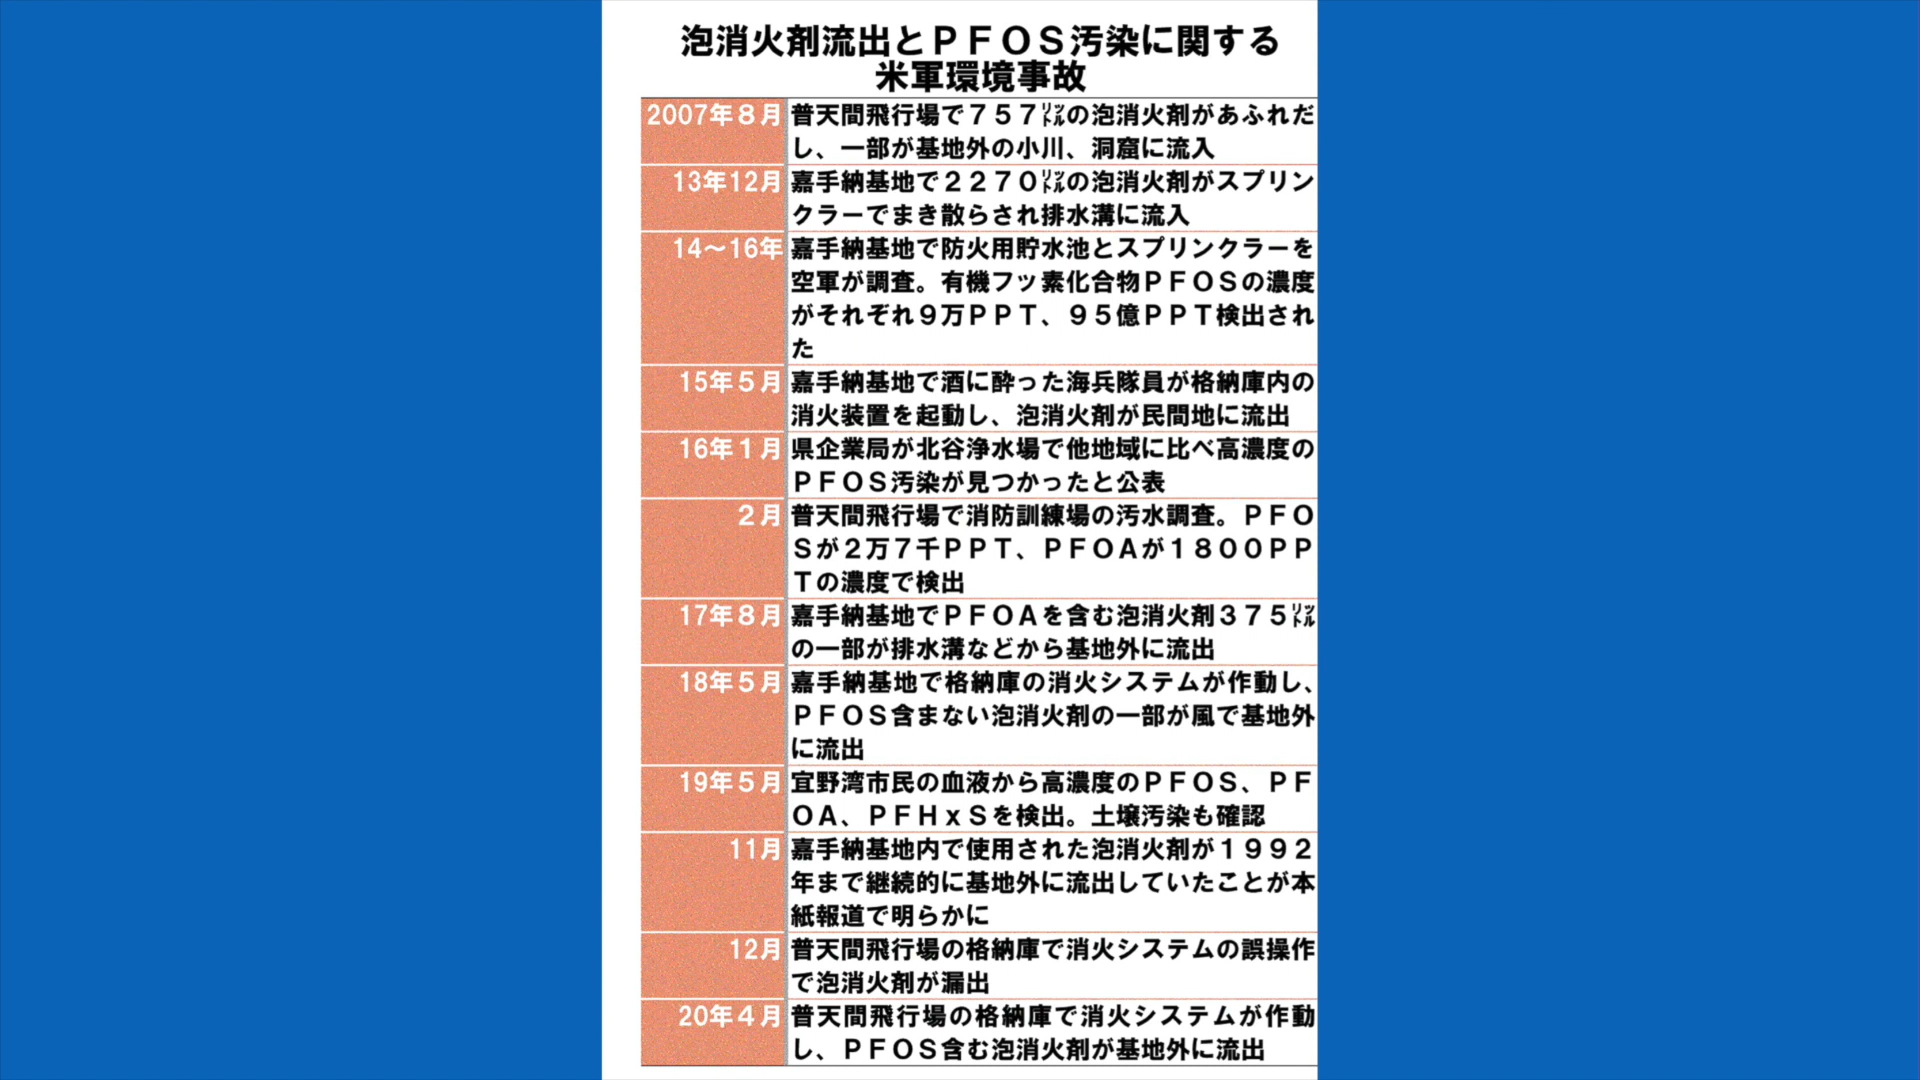 泡消火剤流出とＰＦＯＳ汚染に関する
米軍環境事故
2007年８月
普天間飛行場で７５７㍑の泡消火剤があふれだ
し、一部が基地外の小川、洞窟に流入
13年12月
嘉手納基地で２２７０㍑の泡消火剤がスプリン
クラーでまき散らされ排水溝に流入
14～16年
嘉手納基地で防火用貯水池とスプリンクラーを
空軍が調査。有機フッ素化合物ＰＦＯＳの濃度
がそれぞれ９万ＰＰＴ、９５億ＰＰＴ検出され
た
15年５月
嘉手納基地で酒に酔った海兵隊員が格納庫内の
消火装置を起動し、泡消火剤が民間地に流出
16年１月
県企業局が北谷浄水場で他地域に比べ高濃度の
ＰＦＯＳ汚染が見つかったと公表
２月
普天間飛行場で消防訓練場の汚水調査。ＰＦＯ
Ｓが２万７千ＰＰＴ、ＰＦＯＡが１８００ＰＰ
Ｔの濃度で検出
17年８月
嘉手納基地でＰＦＯＡを含む泡消火剤３７５㍑
の一部が排水溝などから基地外に流出
18年５月
嘉手納基地で格納庫の消火システムが作動し、
ＰＦＯＳ含まない泡消火剤の一部が風で基地外
に流出
19年５月
宜野湾市民の血液から高濃度のＰＦＯＳ、ＰＦ
ＯＡ、ＰＦＨｘＳを検出。土壌汚染も確認
11月
嘉手納基地内で使用された泡消火剤が１９９２
年まで継続的に基地外に流出していたことが本
紙報道で明らかに
12月
普天間飛行場の格納庫で消火システムの誤操作
で泡消火剤が漏出
20年４月
普天間飛行場の格納庫で消火システムが作動
し、ＰＦＯＳ含む泡消火剤が基地外に流出